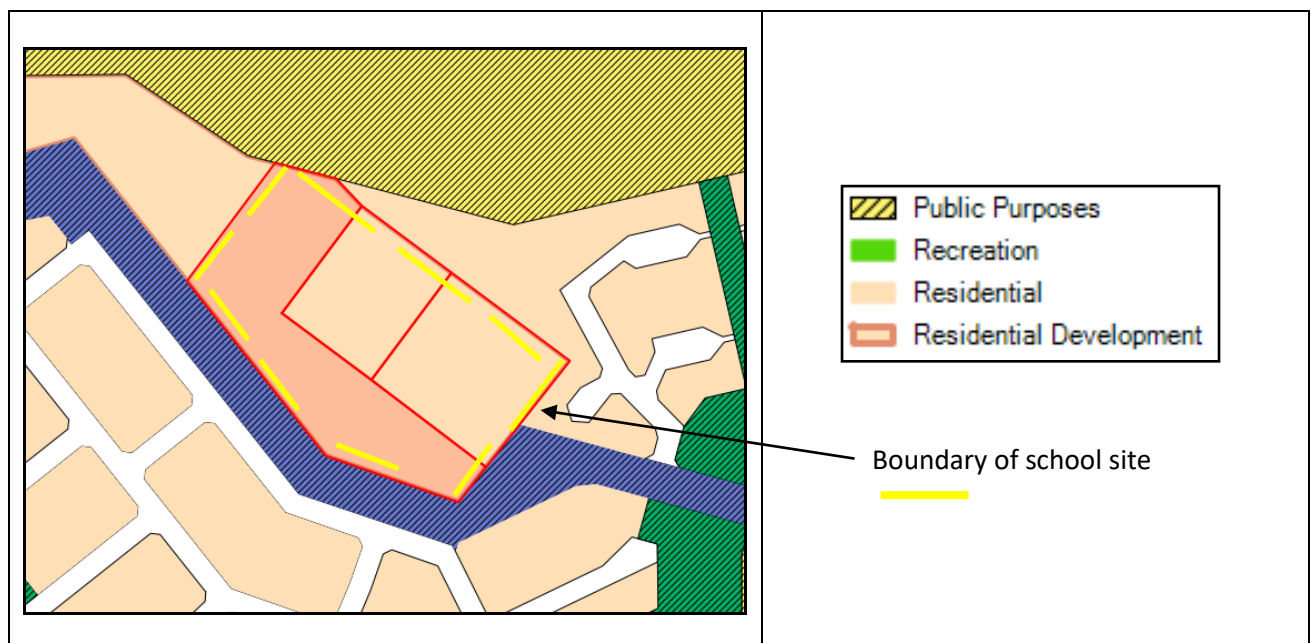 Public Purposes
Recreation
Residential
Residential Development
Boundary of school site